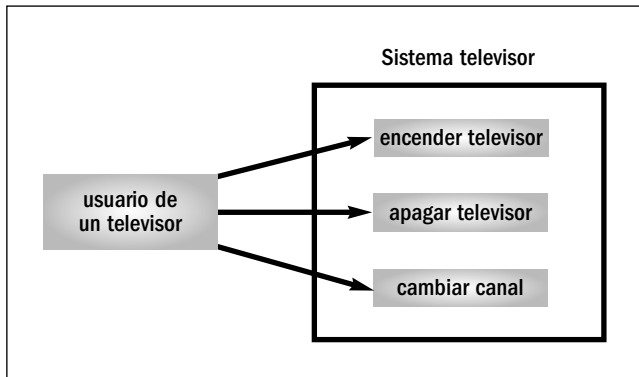 Sistema televisor
encender televisor
usuario de
un televisor
apagar televisor
cambiar canal